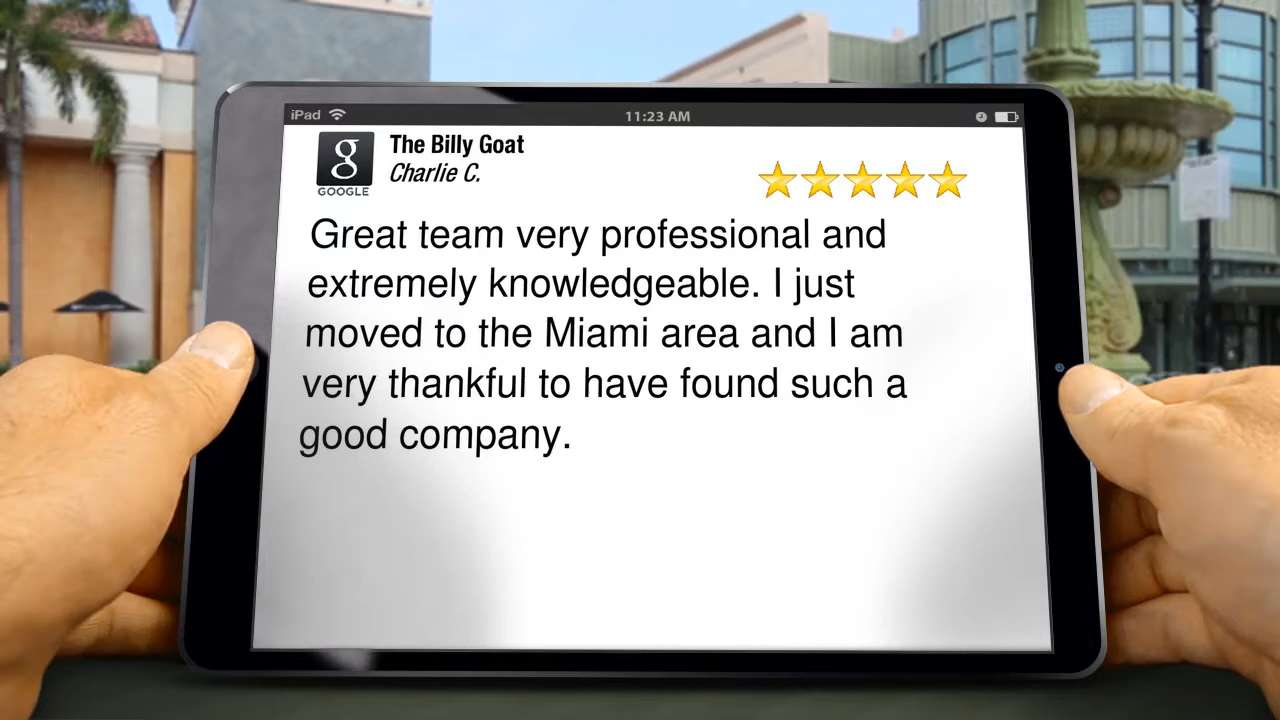 iPad 11:23 AM
g
GOOGLE
The Billy Goat
Charlie C.
Great team very professional and
extremely knowledgeable. I just
moved to the Miami area and I am
very thankful to have found such a
good company.